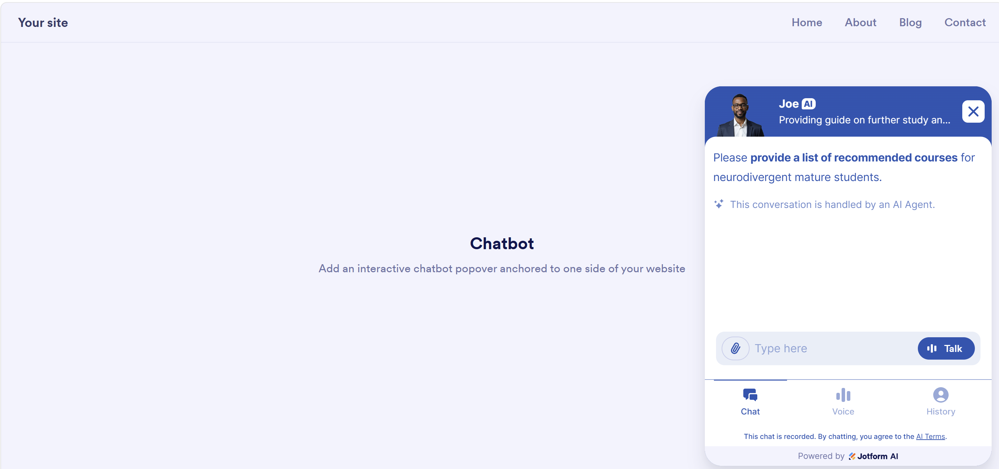 Your site
Home About Blog Contact
Joe AI
Providing guide on further study an...
Please provide a list of recommended courses for
neurodivergent mature students.
This conversation is handled by an AI Agent.
Chatbot
Add an interactive chatbot popover anchored to one side of your website
Type here
Talk
Chat Voice History
This chat is recorded. By chatting, you agree to the AI Terms.
Powered by Jotform AI